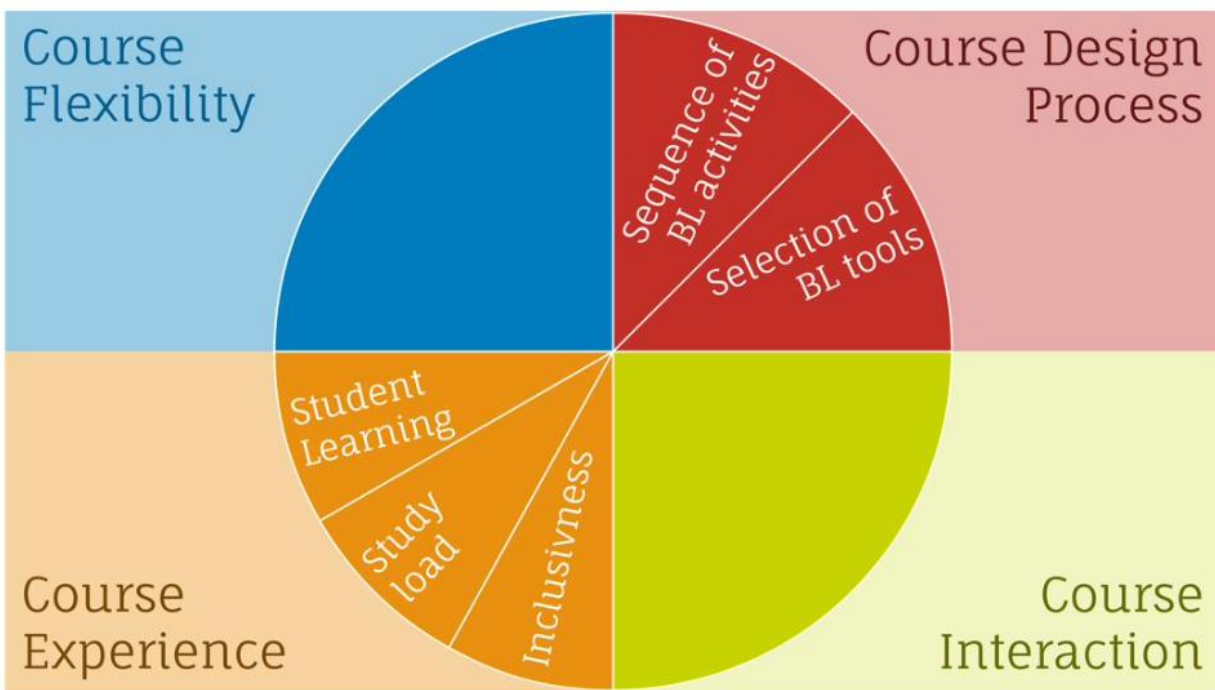 Course
Flexibility
Course Design
Process
Sequence of
BL activities
Selection of
BL tools
Student
Learning
Study
load
Inclusivness
Course
Experience
Course
Interaction